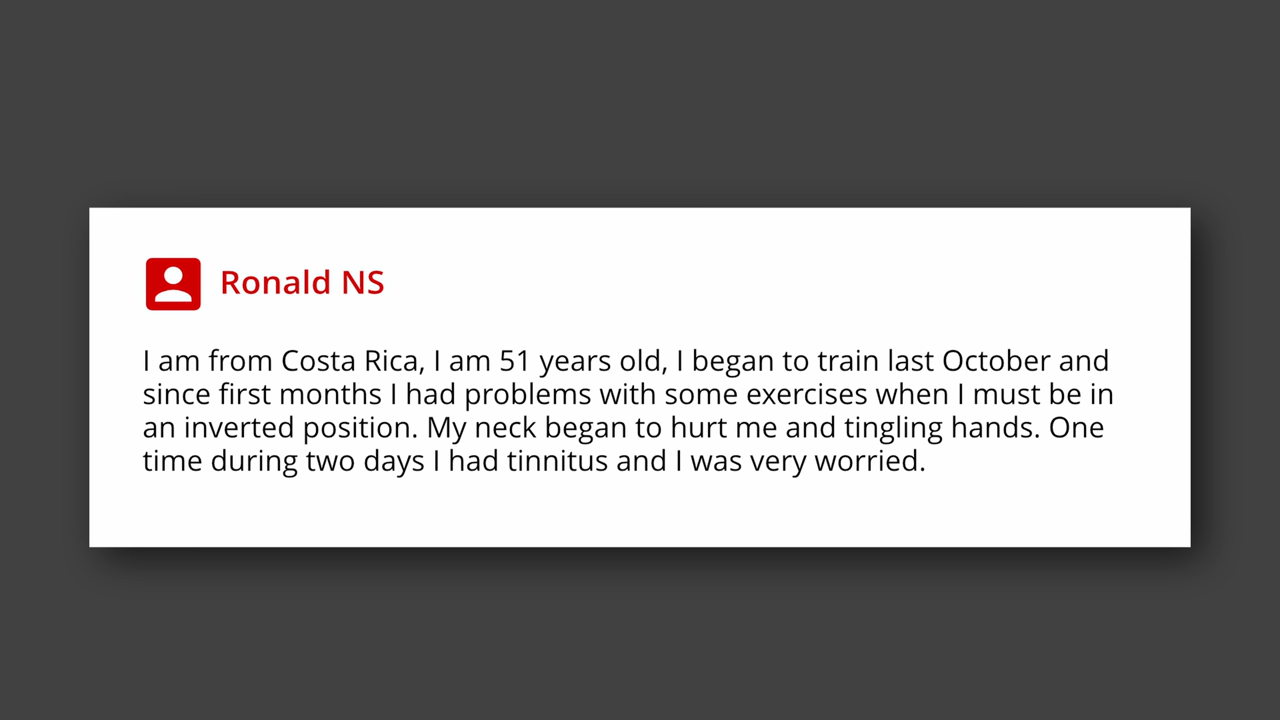 Ronald NS
I am from Costa Rica, I am 51 years old, I began to train last October and
since first months I had problems with some exercises when I must be in
an inverted position. My neck began to hurt me and tingling hands. One
time during two days I had tinnitus and I was very worried.